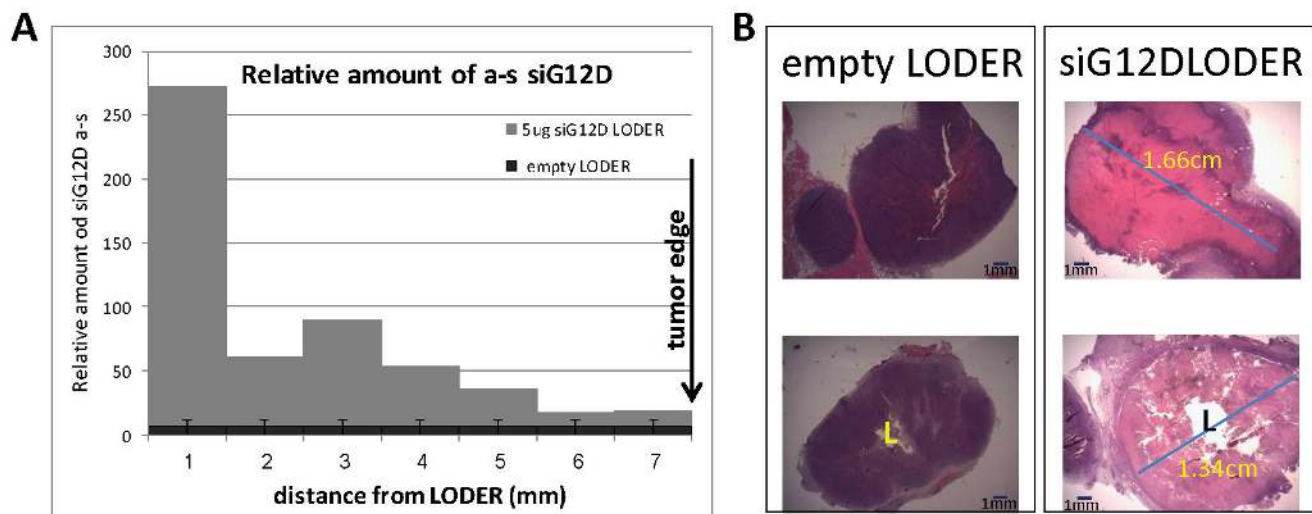 A
Relative amount of a-s siG12D
300
250
200
150
100
50
0
Relative amount od siG12D a-s
5ug siG12D LODER
empty LODER
tumor edge
1 2 3 4 5 6 7
distance from LODER (mm)
B
empty LODER
siG12DLODER
1mm
1.66cm
1mm
L
1mm
L
1.34cm
1mm